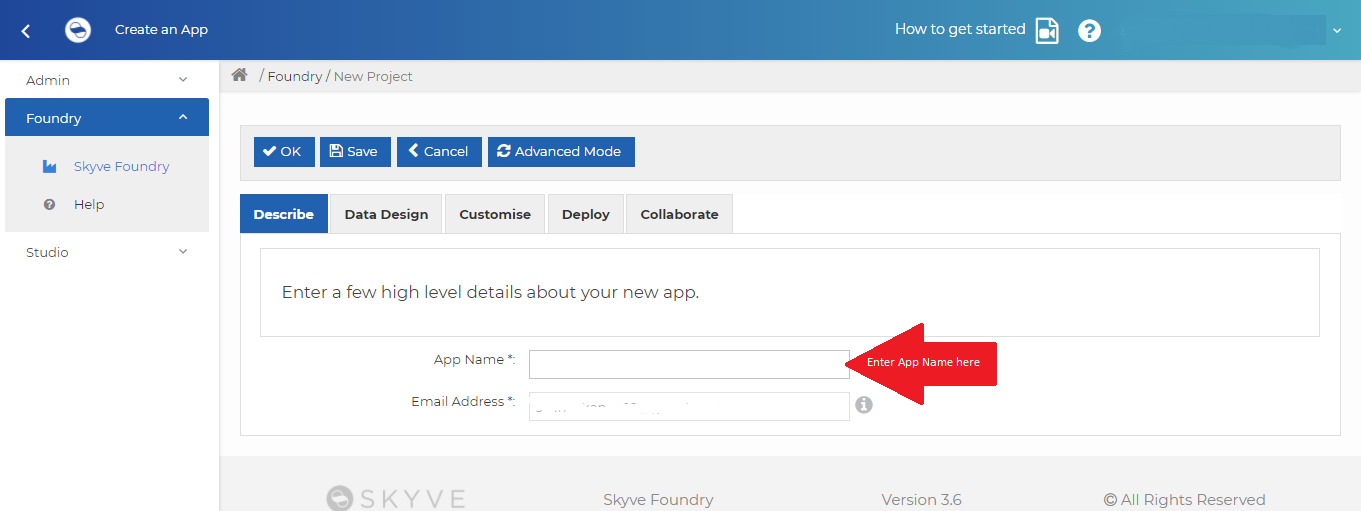 Create an App
How to get started
Admin
Foundry
Skyve Foundry
Help
Studio
/ Foundry / New Project
OK Save Cancel Advanced Mode
Describe Data Design Customise Deploy Collaborate
Enter a few high level details about your new app.
App Name *:
Enter App Name here
Email Address *:
SKYVE Skyve Foundry Version 3.6 © All Rights Reserved